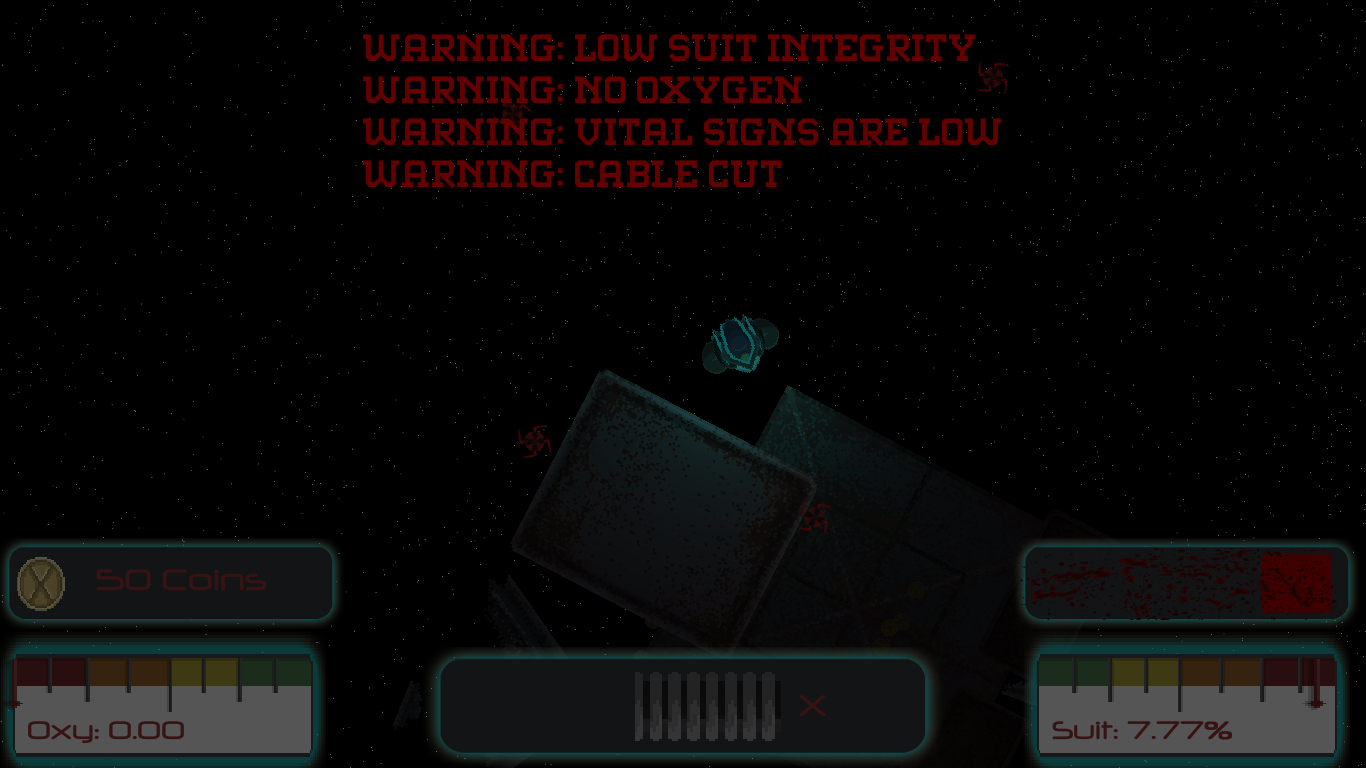 WARNING: LOW SUIT INTEGRITY
WARNING: NO OXYGEN
WARNING: VITAL SIGNS ARE LOW
WARNING: CABLE CUT
50 Coins
Oxy: 0.00
X
Suit: 7.77%